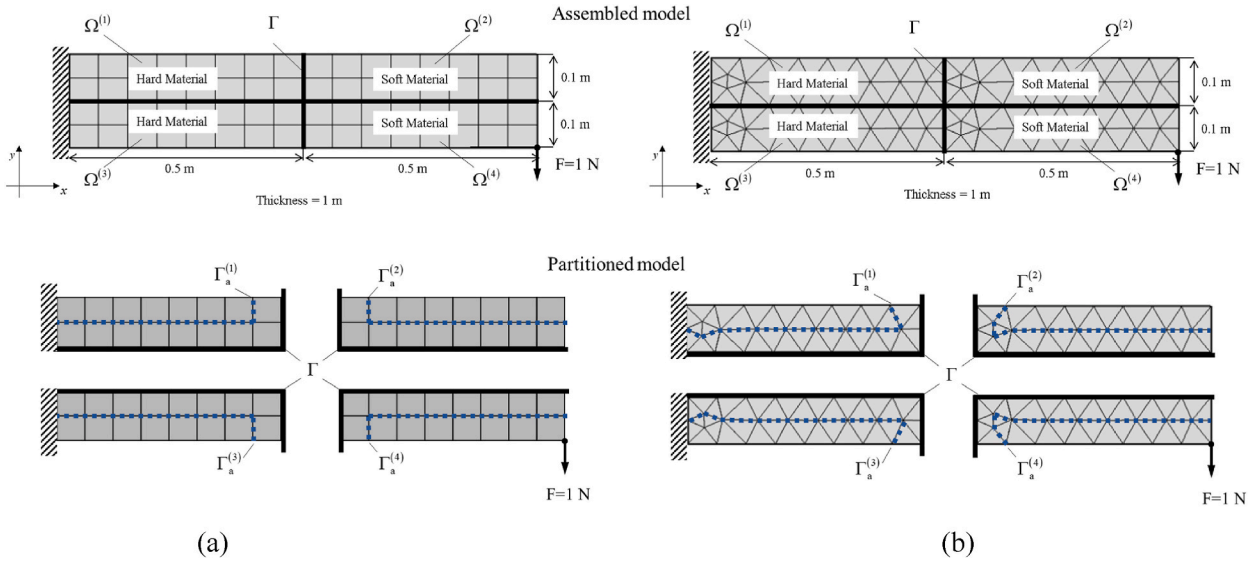 Assembled model
Ω(1) Γ Ω(2)
Hard Material Soft Material
0.1 m
Hard Material Soft Material
0.1 m
y
x
0.5 m 0.5 m
F=1 N
Ω(3) Ω(4)
Thickness = 1 m
Ω(1) Γ Ω(2)
Hard Material Soft Material
0.1 m
Hard Material Soft Material
0.1 m
y
x
0.5 m 0.5 m
F=1 N
Ω(3) Ω(4)
Thickness = 1 m
Partitioned model
Γa(1) Γa(2)
Γ
Γa(3) Γa(4)
F=1 N
(a)
Γa(1) Γa(2)
Γ
Γa(3) Γa(4)
F=1 N
(b)